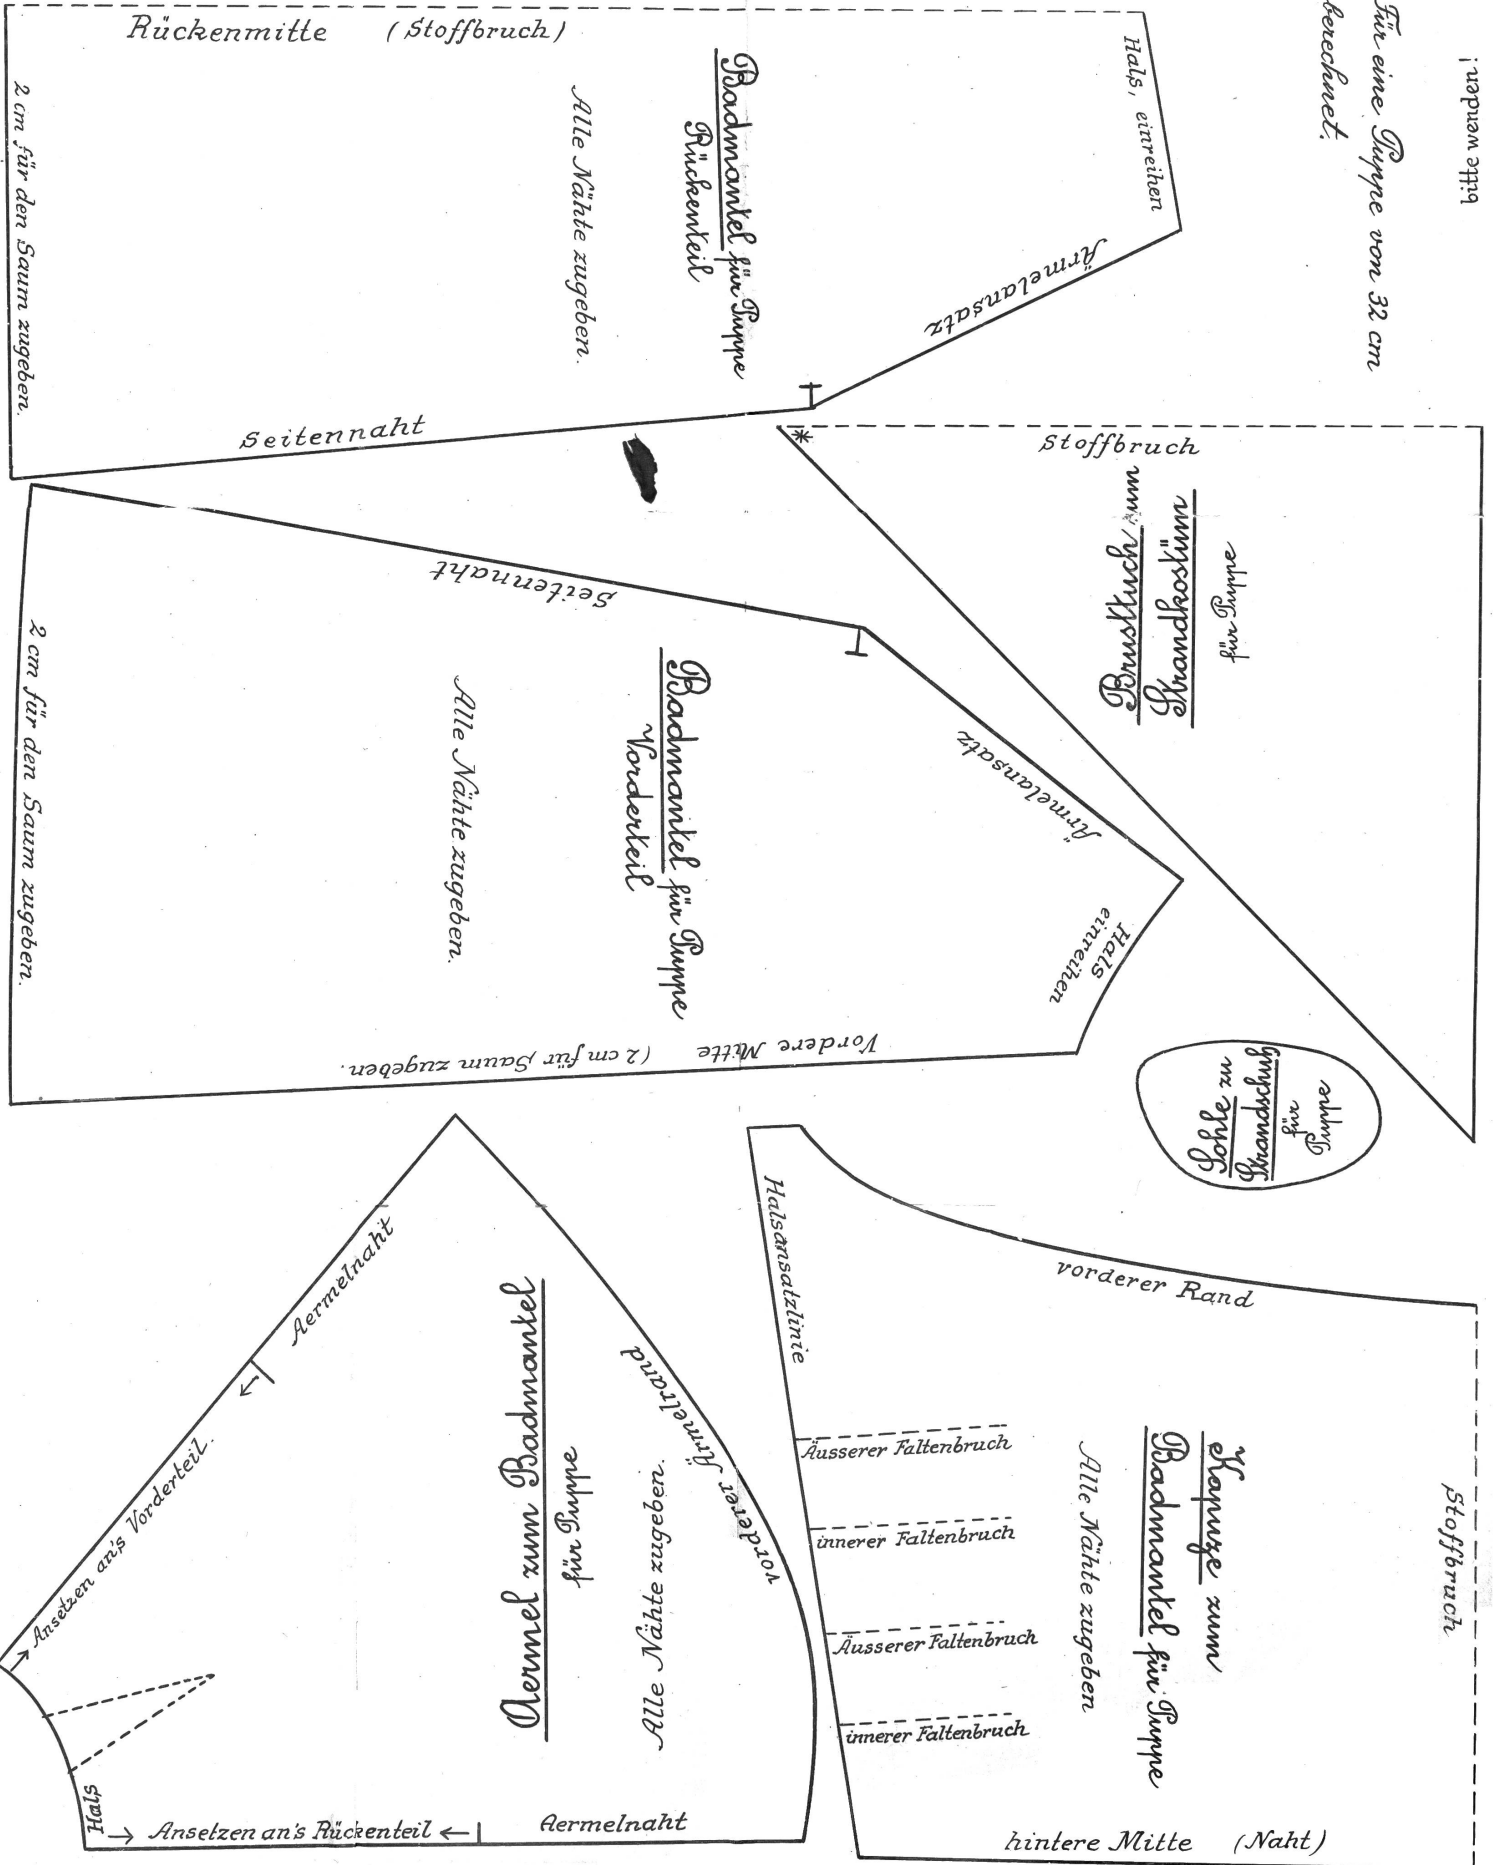 bitte wenden!
Für eine Puppe von 32 cm
berechnet.
Rückenmitte (Stoffbruch)
Hals, einreihen
Ärmelansatz
Badmantel für Puppe
Rückenteil
Alle Nähte zugeben.
2 cm für den Saum zugeben.
Seitennaht
Stoffbruch
für Puppe
Strandkostüm
Brusttuch zum
Seitennaht
Ärmelansatz
Hals
einreihen
Badmantel für Puppe
Vorderteil
Alle Nähte zugeben.
2 cm für den Saum zugeben.
Vordere Mitte (2 cm für Saum zugeben.
Sohle zu
Strandschuh
für
Puppe
Halsansatzlinie
vorderer Rand
Stoffbruch
Kapuze zum
Badmantel für Puppe
Alle Nähte zugeben
Äusserer Faltenbruch
innerer Faltenbruch
Äusserer Faltenbruch
innerer Faltenbruch
hintere Mitte (Naht)
Aermelnaht
Ansetzen an's Vorderteil.
vorderer Ärmelrand
Aermel zum Badmantel
für Puppe
Alle Nähte zugeben.
Hals
Ansetzen an's Rückenteil
Aermelnaht